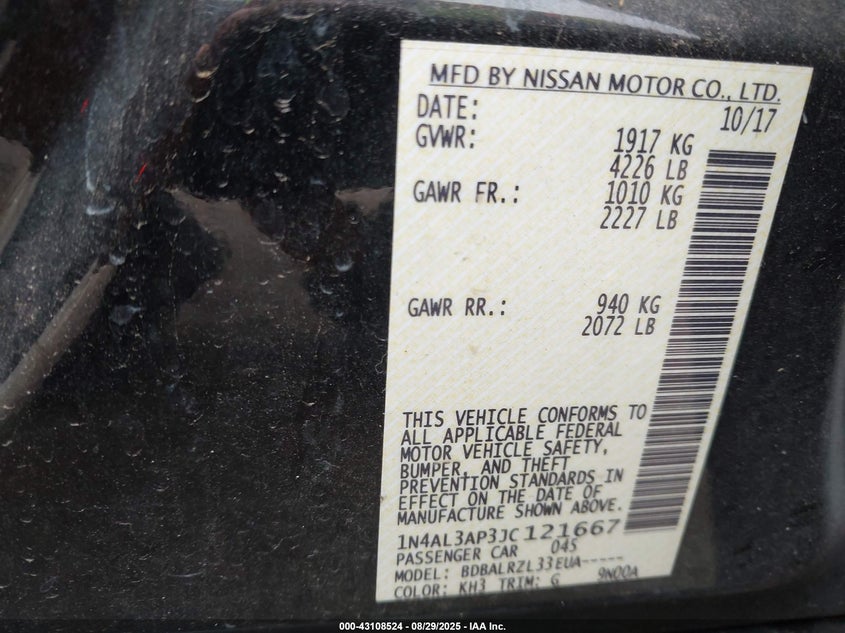 MFD BY NISSAN MOTOR CO., LTD.
DATE: 10/17
GVWR: 1917 KG
4226 LB
GAWR FR.: 1010 KG
2227 LB
GAWR RR.: 940 KG
2072 LB
THIS VEHICLE CONFORMS TO
ALL APPLICABLE FEDERAL
MOTOR VEHICLE SAFETY,
BUMPER, AND THEFT
PREVENTION STANDARDS IN
EFFECT ON THE DATE OF
MANUFACTURE SHOWN ABOVE.
1N4AL3AP3JC121667
PASSENGER CAR 045
MODEL: BDBALRZL33EUA-----
COLOR: KH3 TRIM: G 9N00A
000-43108524 - 08/29/2025 - IAA Inc.